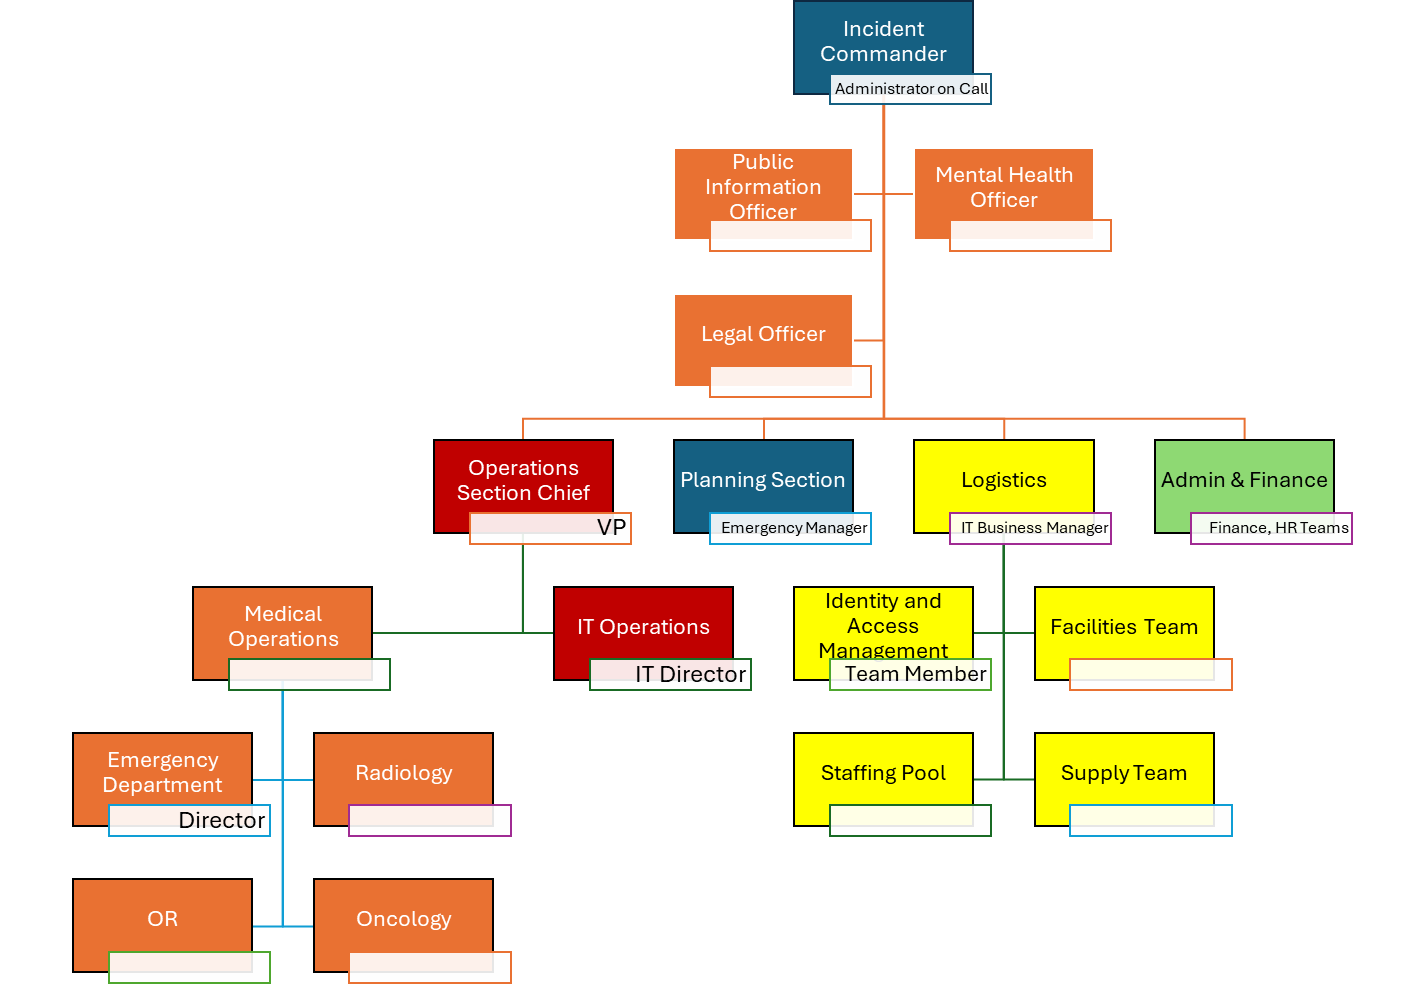 Incident
Commander
Administrator on Call
Public
Information
Officer
Mental Health
Officer
Legal Officer
Operations
Section Chief
VP
Planning Section
Emergency Manager
Logistics
IT Business Manager
Admin & Finance
Finance, HR Teams
Medical
Operations
IT Operations
IT Director
Identity and
Access
Management
Team Member
Facilities Team
Emergency
Department
Director
Radiology
Staffing Pool
Supply Team
OR
Oncology